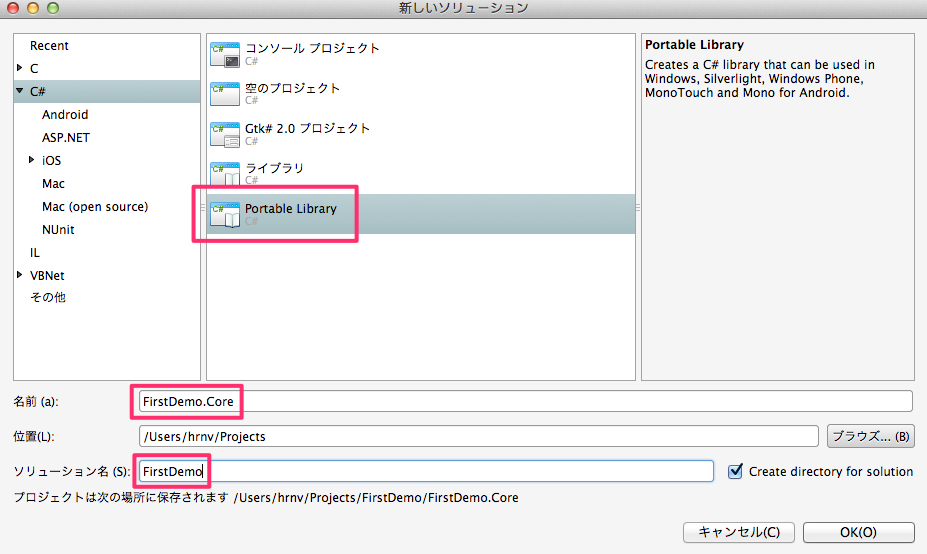 新しいソリューション
Recent
C
C#
Android
ASP.NET
iOS
Mac
Mac (open source)
NUnit
IL
VBNet
その他
C# コンソール プロジェクト
C#
C# 空のプロジェクト
C#
C# Gtk# 2.0 プロジェクト
C#
C# ライブラリ
C#
C# Portable Library
C#
Portable Library
Creates a C# library that can be used in
Windows, Silverlight, Windows Phone,
MonoTouch and Mono for Android.
名前 (a): FirstDemo.Core
位置(L): /Users/hrnv/Projects ブラウズ... (B)
ソリューション名 (S): FirstDemo Create directory for solution
プロジェクトは次の場所に保存されます /Users/hrnv/Projects/FirstDemo/FirstDemo.Core
キャンセル(C) OK(O)